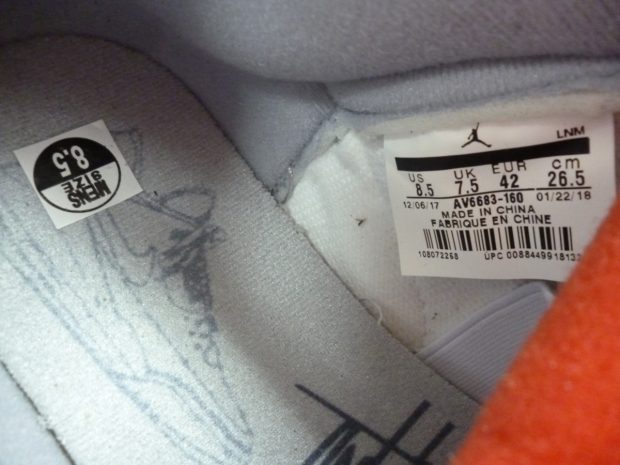 MENS
SIZE
8.5
LNM
US UK EUR cm
8.5 7.5 42 26.5
12/06/17 AV6683-160 01/22/18
MADE IN CHINA
FABRIQUE EN CHINE
108072258 UPC 0088449918132